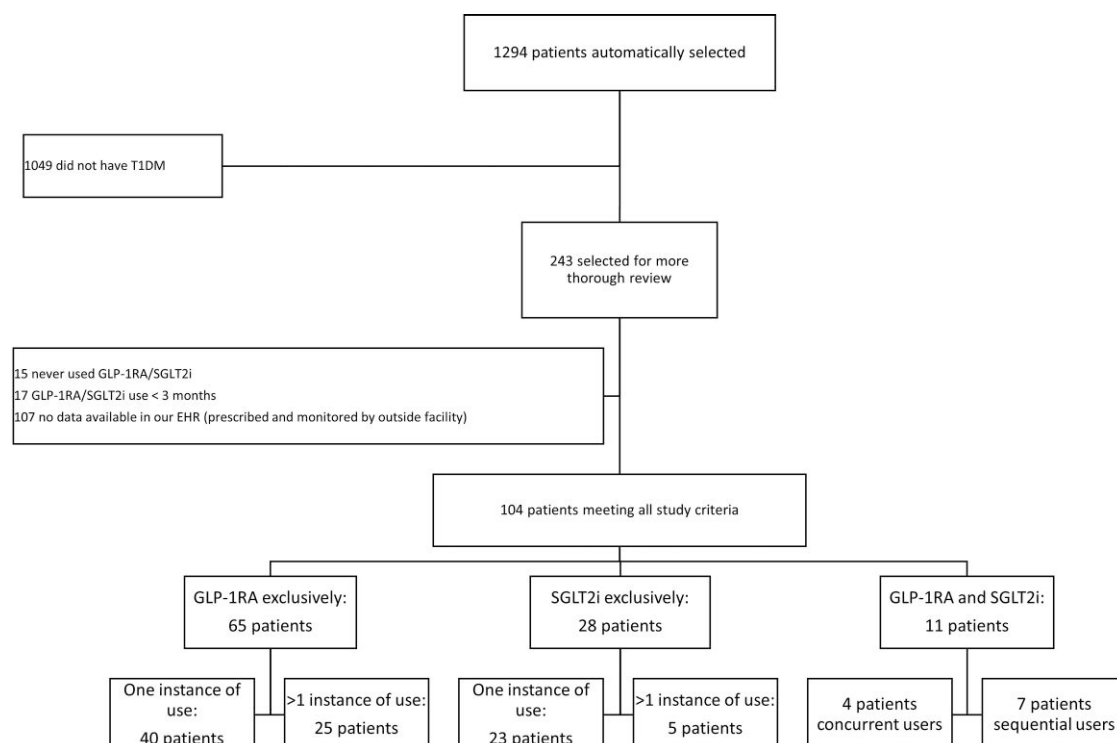 1294 patients automatically selected
1049 did not have T1DM
243 selected for more
thorough review
15 never used GLP-1RA/SGLT2i
17 GLP-1RA/SGLT2i use < 3 months
107 no data available in our EHR (prescribed and monitored by outside facility)
104 patients meeting all study criteria
GLP-1RA exclusively:
65 patients
SGLT2i exclusively:
28 patients
GLP-1RA and SGLT2i:
11 patients
One instance of
use:
40 patients
>1 instance of use:
25 patients
One instance of
use:
23 patients
>1 instance of use:
5 patients
4 patients
concurrent users
7 patients
sequential users